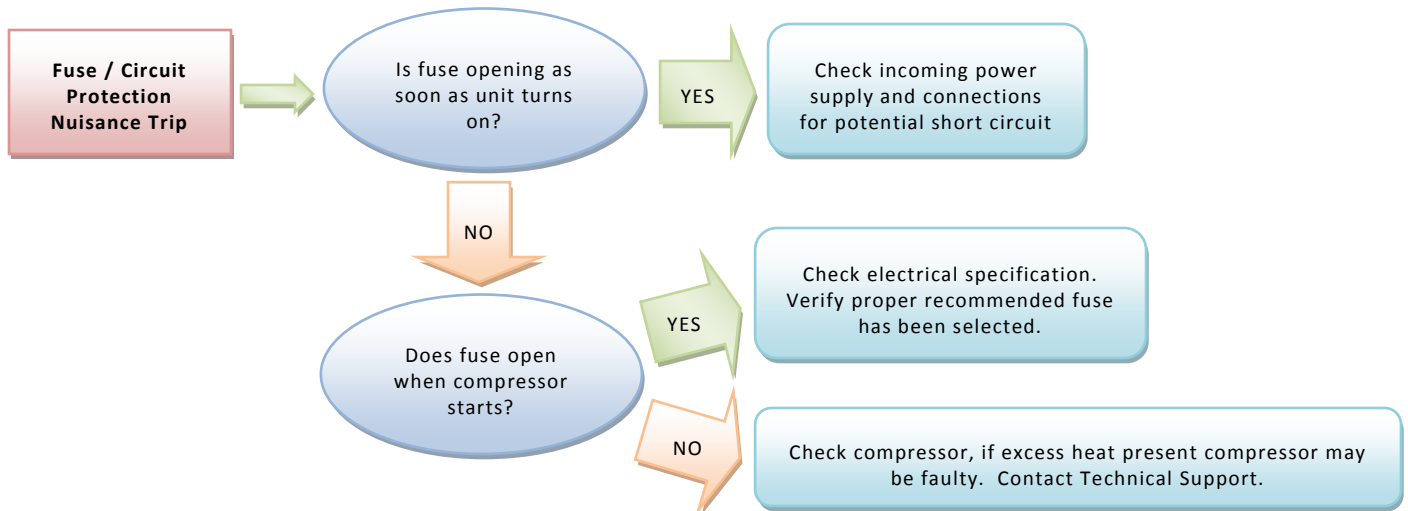 Fuse / Circuit
Protection
Nuisance Trip
Is fuse opening as
soon as unit turns
on?
YES
Check incoming power
supply and connections
for potential short circuit
NO
Does fuse open
when compressor
starts?
YES
Check electrical specification.
Verify proper recommended fuse
has been selected.
NO
Check compressor, if excess heat present compressor may
be faulty.  Contact Technical Support.